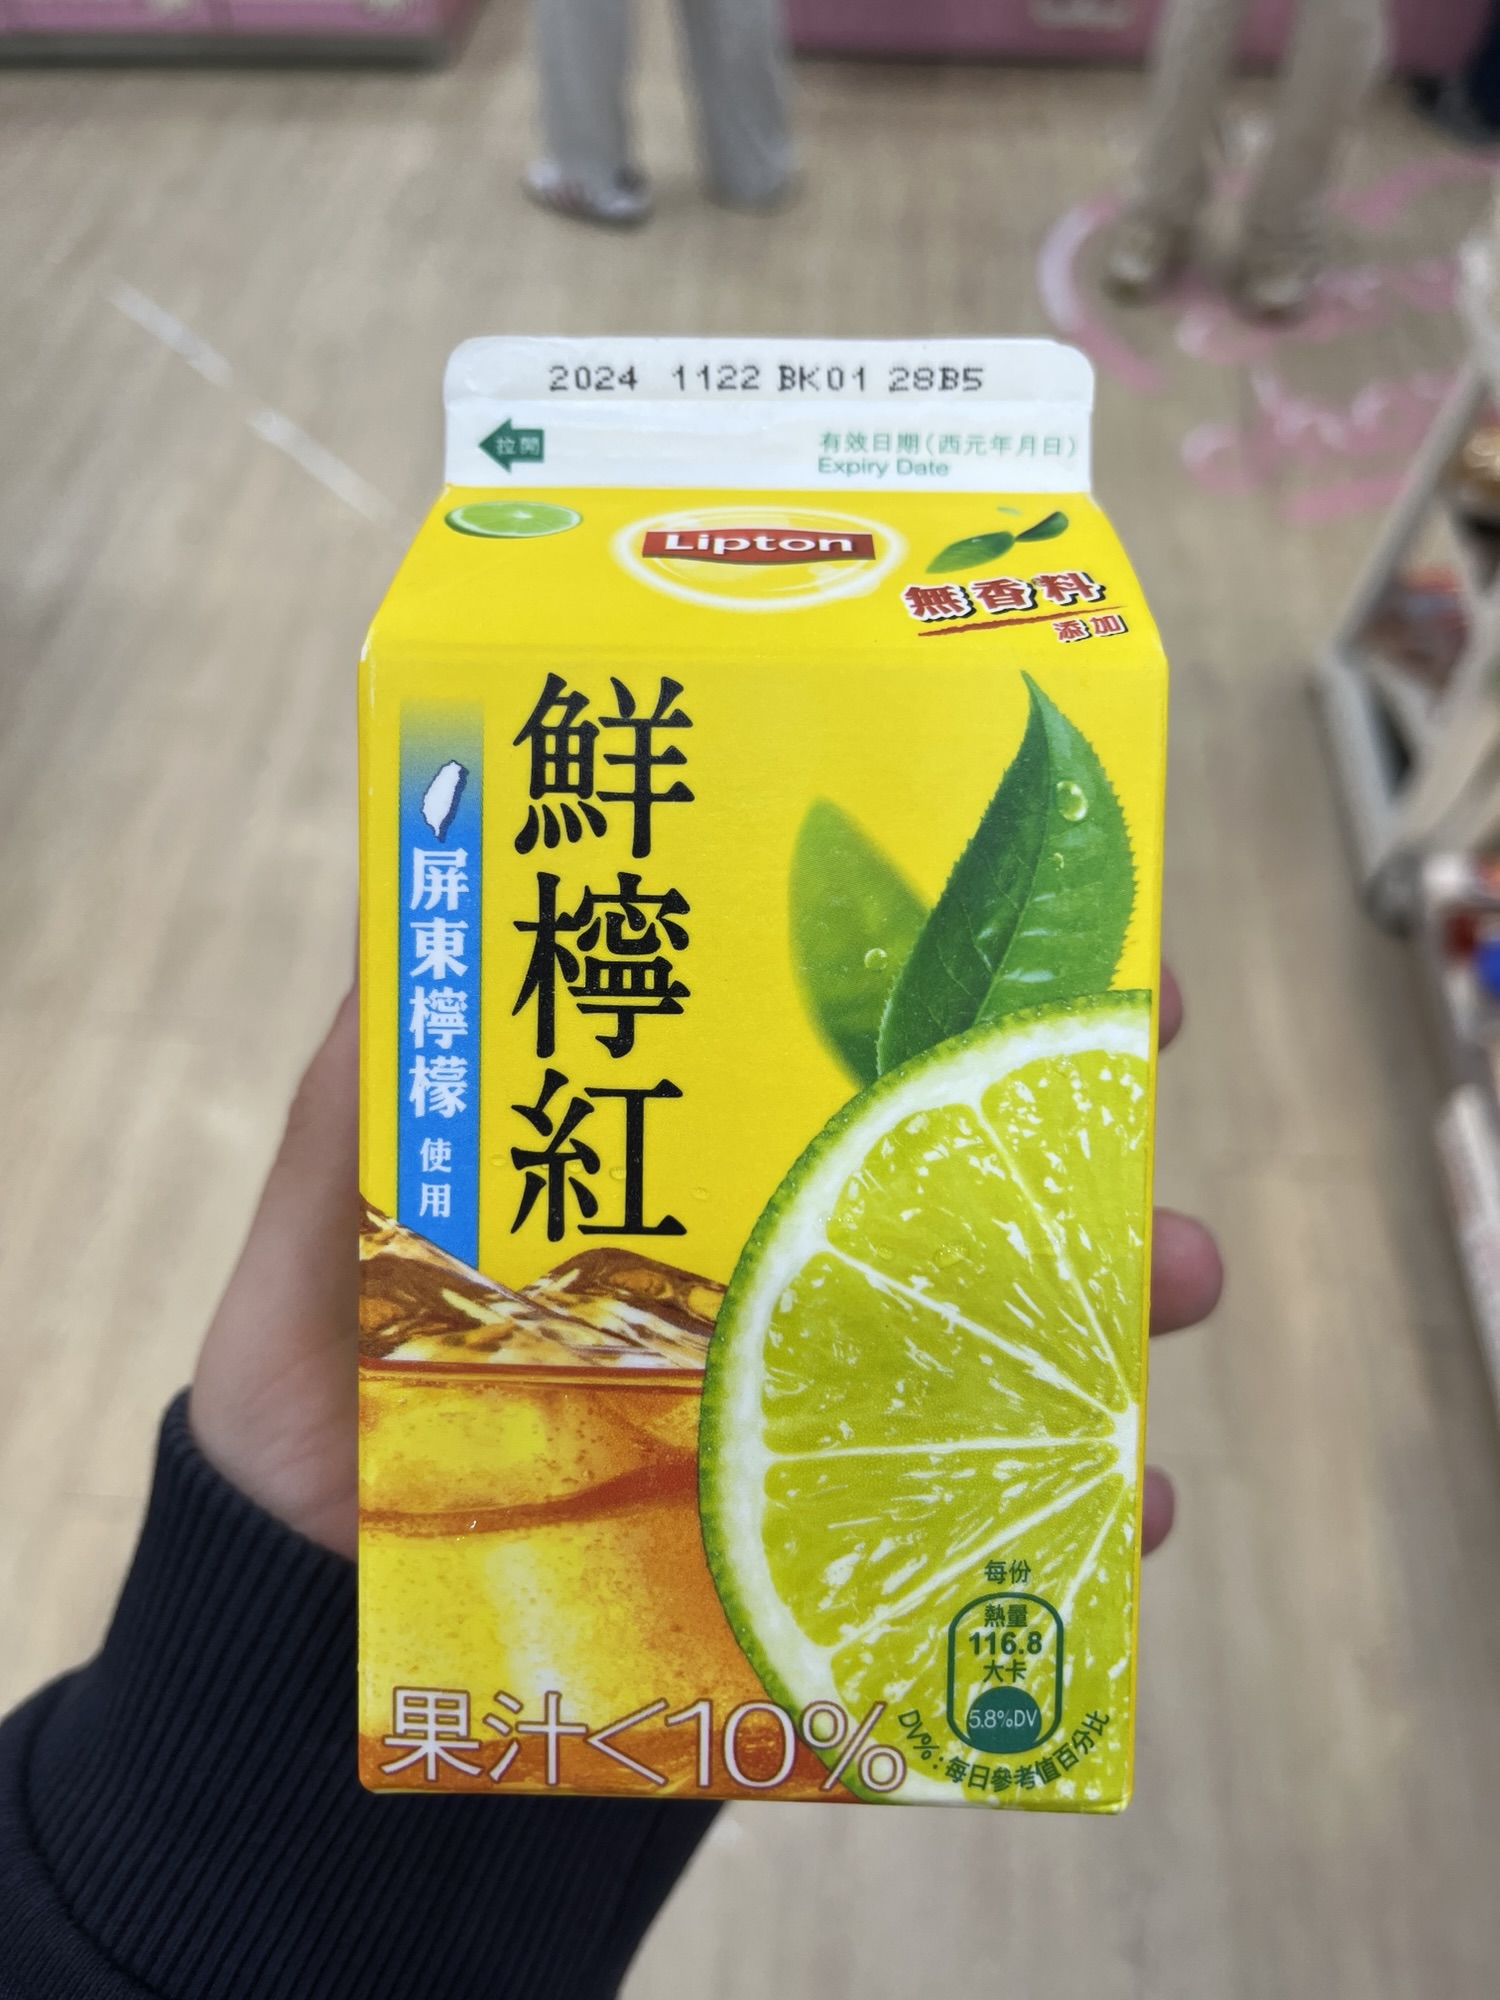 2024 1122 BK01 28B5
拉開
有效日期(西元年月日)
Expiry Date
Lipton
無香料
添加
鮮檸紅
屏東檸檬使用
每份
熱量
116.8
大卡
5.8%DV
DV%:每日參考值百分比
果汁<10%